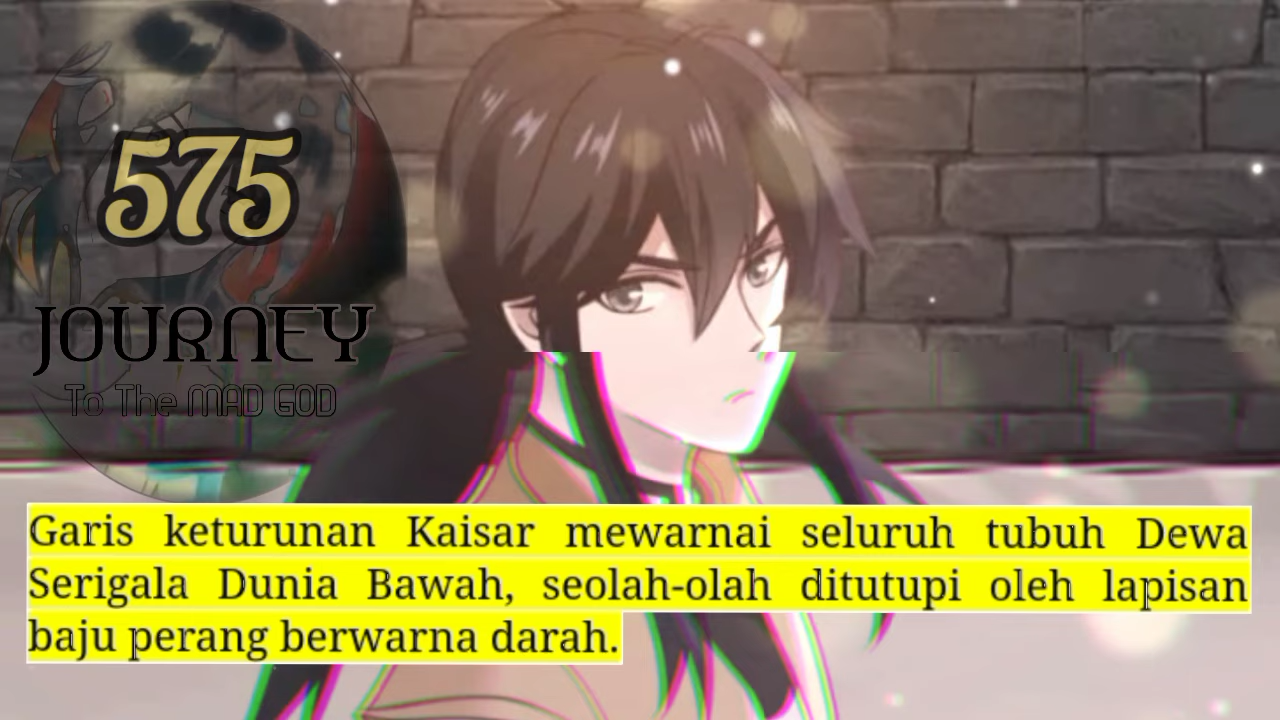 575
JOURNEY
To The MAD GOD
Garis keturunan Kaisar mewarnai seluruh tubuh Dewa
Serigala Dunia Bawah, seolah-olah ditutupi oleh lapisan
baju perang berwarna darah.